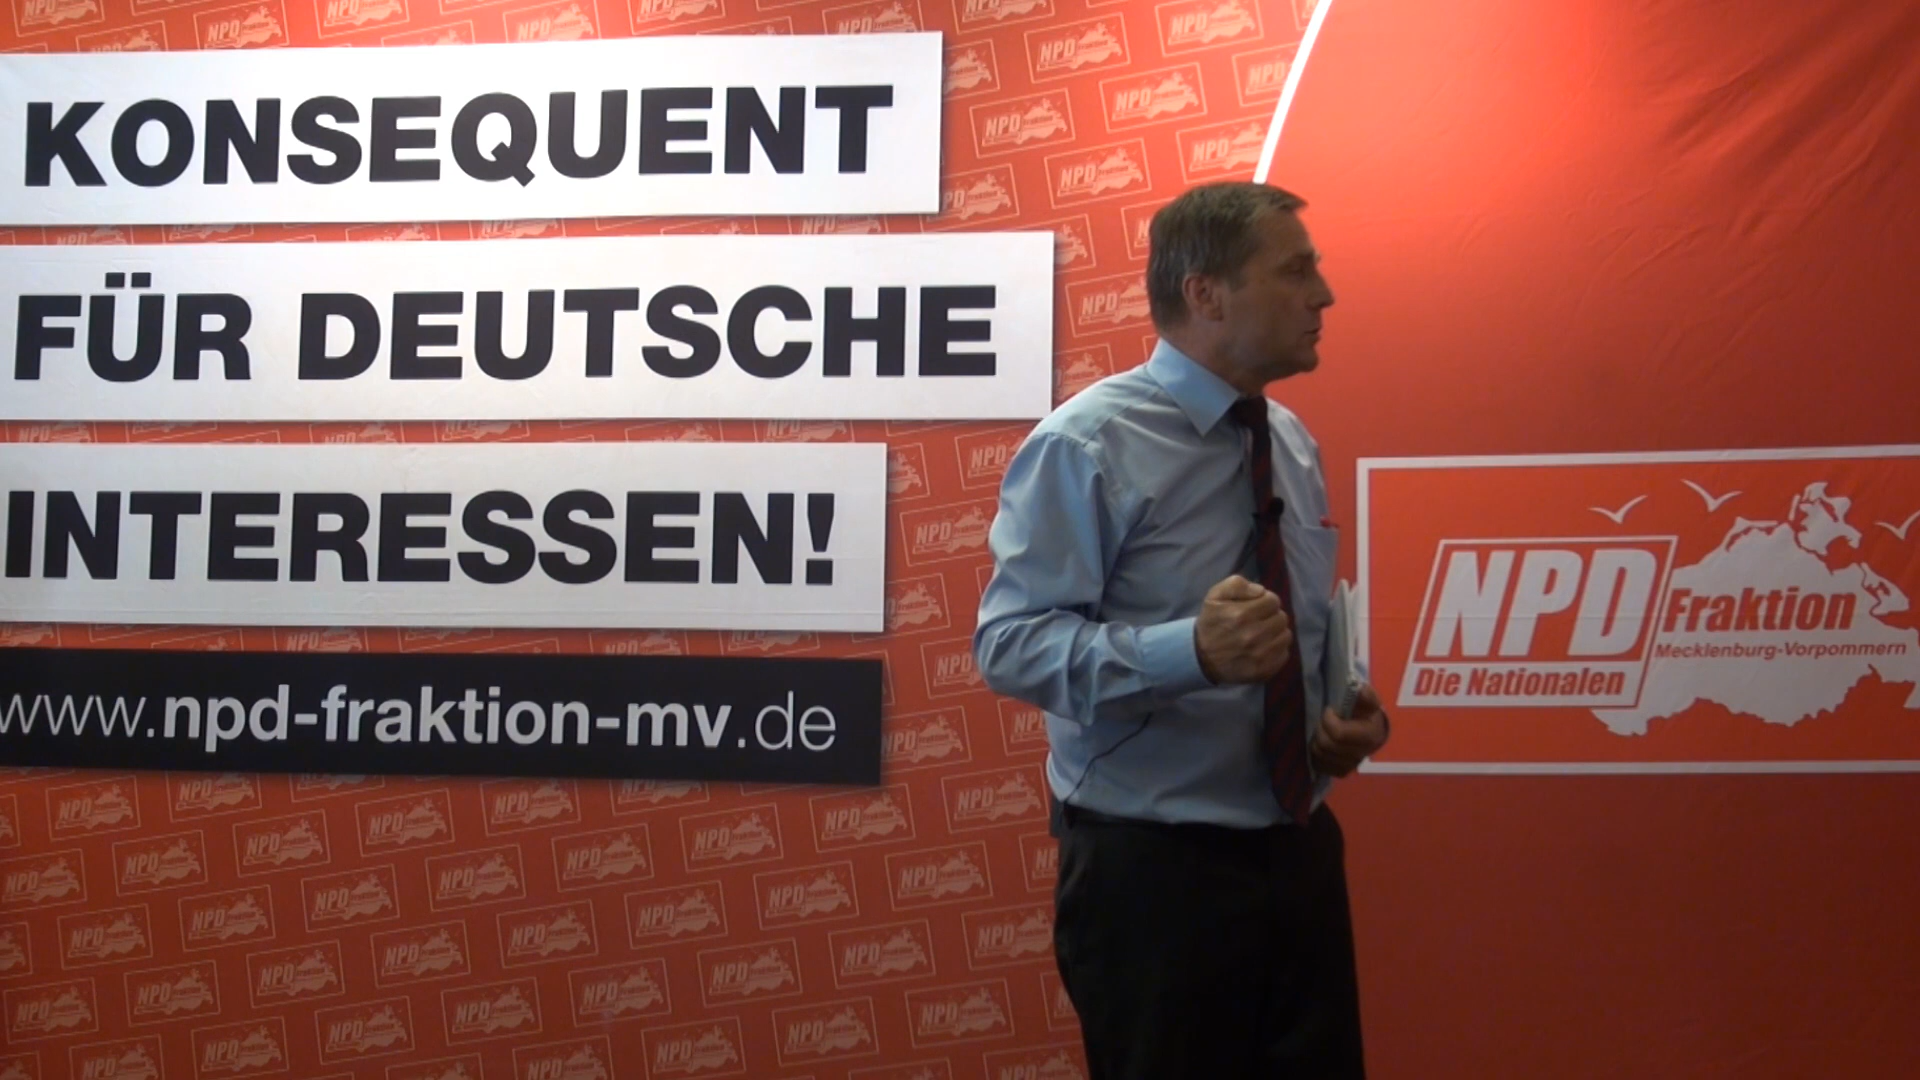 KONSEQUENT
FÜR DEUTSCHE
INTERESSEN!
www.npd-fraktion-mv.de
NPD
Fraktion
Mecklenburg-Vorpommern
Die Nationalen